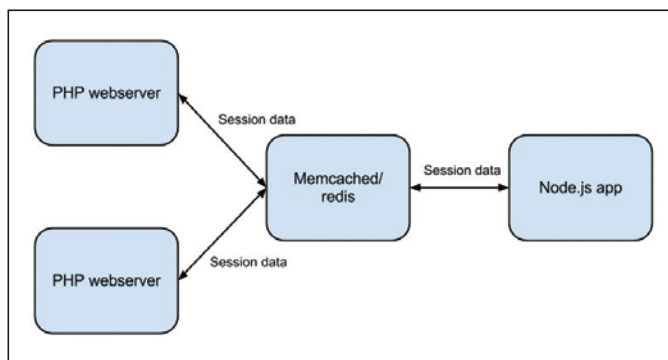 PHP webserver
Session data
Memcached/
redis
Session data
Node.js app
PHP webserver
Session data